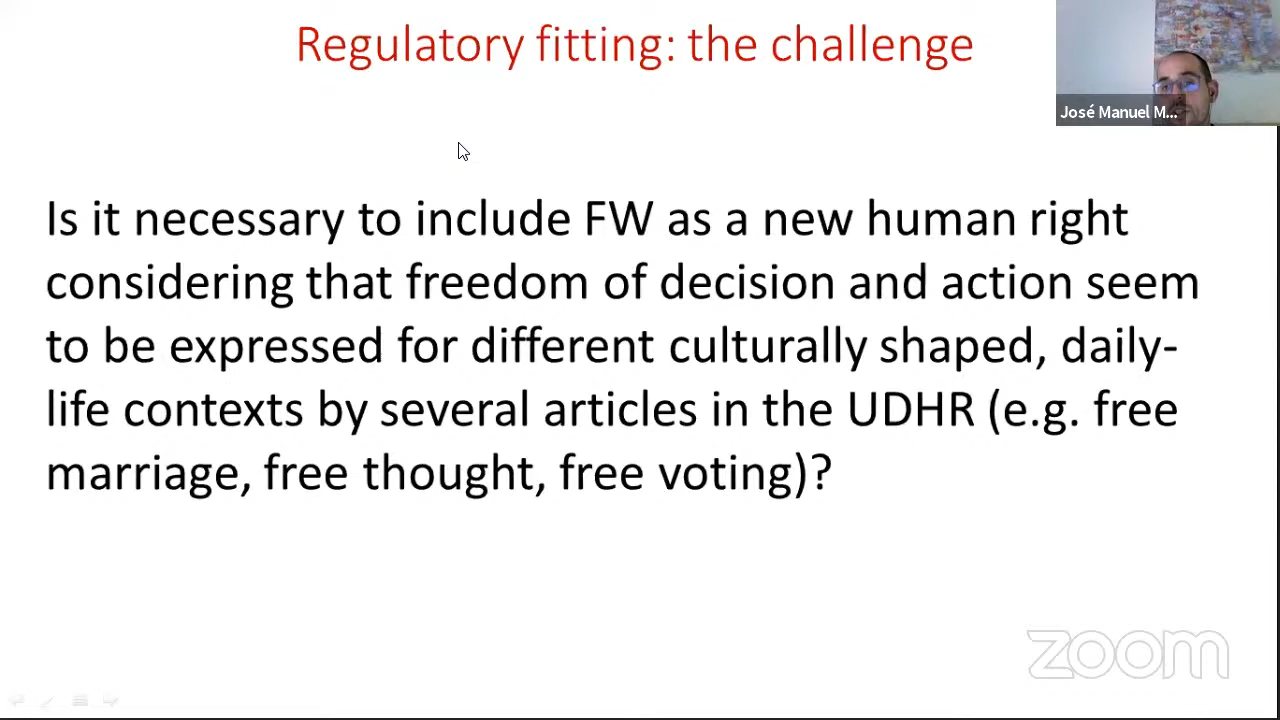 Regulatory fitting: the challenge
José Manuel M...
Is it necessary to include FW as a new human right
considering that freedom of decision and action seem
to be expressed for different culturally shaped, daily-
life contexts by several articles in the UDHR (e.g. free
marriage, free thought, free voting)?
zoom